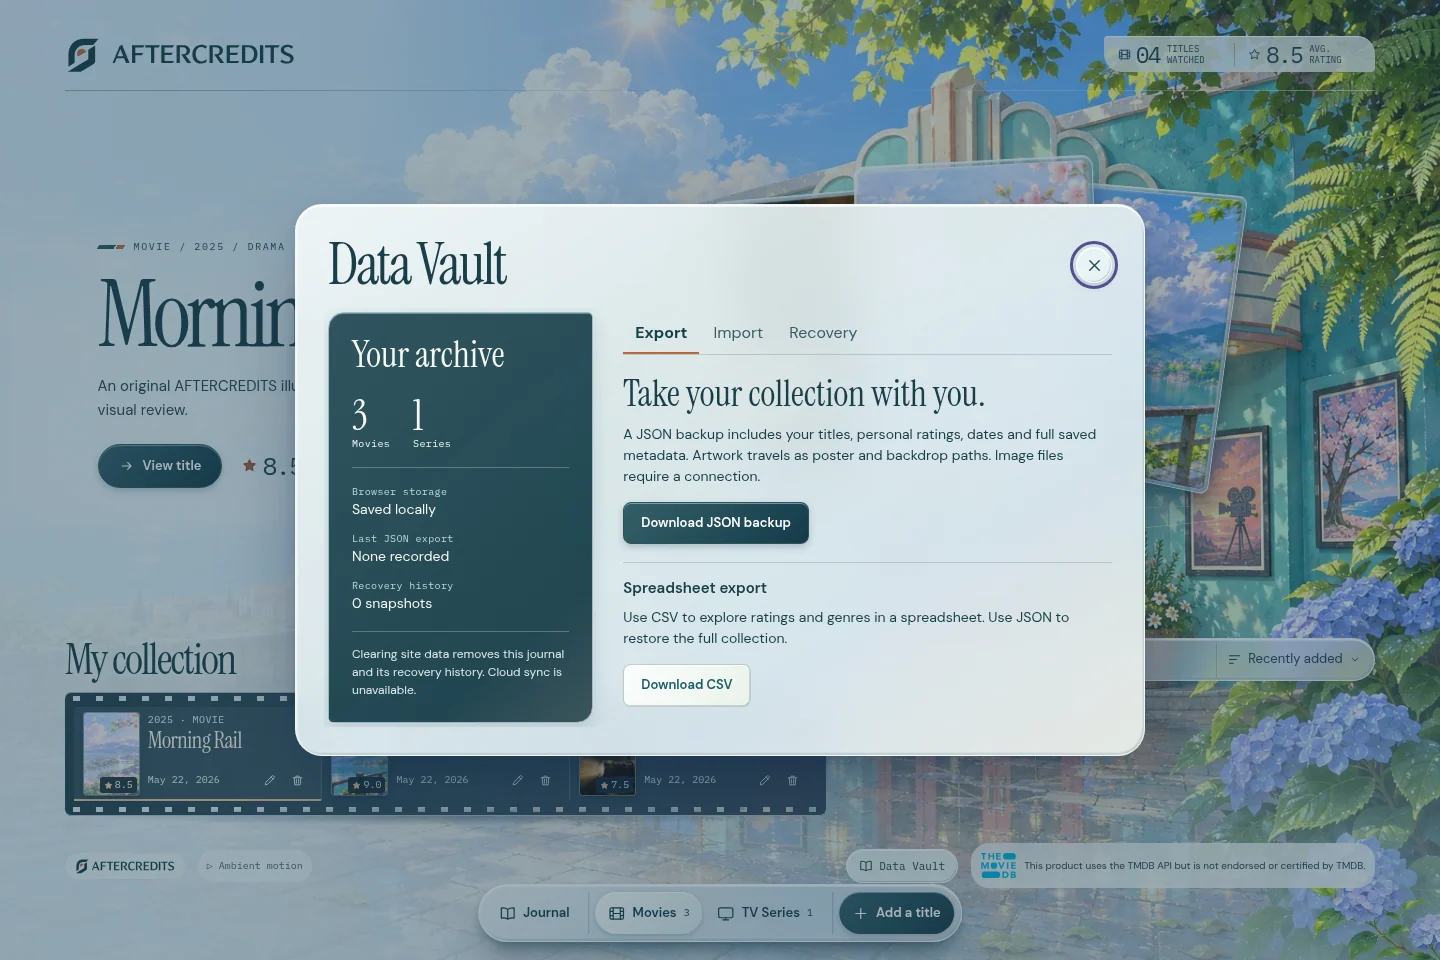 AFTERCREDITS
04 TITLES WATCHED
8.5 AVG. RATING
MOVIE / 2025 / DRAMA
Mornin
An original AFTERCREDITS illu
visual review.
View title
8.5
Data Vault
Your archive
3 1
Movies Series
Browser storage
Saved locally
Last JSON export
None recorded
Recovery history
0 snapshots
Clearing site data removes this journal
and its recovery history. Cloud sync is
unavailable.
Export Import Recovery
Take your collection with you.
A JSON backup includes your titles, personal ratings, dates and full saved
metadata. Artwork travels as poster and backdrop paths. Image files
require a connection.
Download JSON backup
Spreadsheet export
Use CSV to explore ratings and genres in a spreadsheet. Use JSON to
restore the full collection.
Download CSV
My collection
Recently added
2025 · MOVIE
Morning Rail
May 22, 2026
8.5
May 22, 2026
9.0
May 22, 2026
7.5
AFTERCREDITS
Ambient motion
Data Vault
THE
MOVIE
DB
This product uses the TMDB API but is not endorsed or certified by TMDB.
Journal
Movies 3
TV Series 1
Add a title